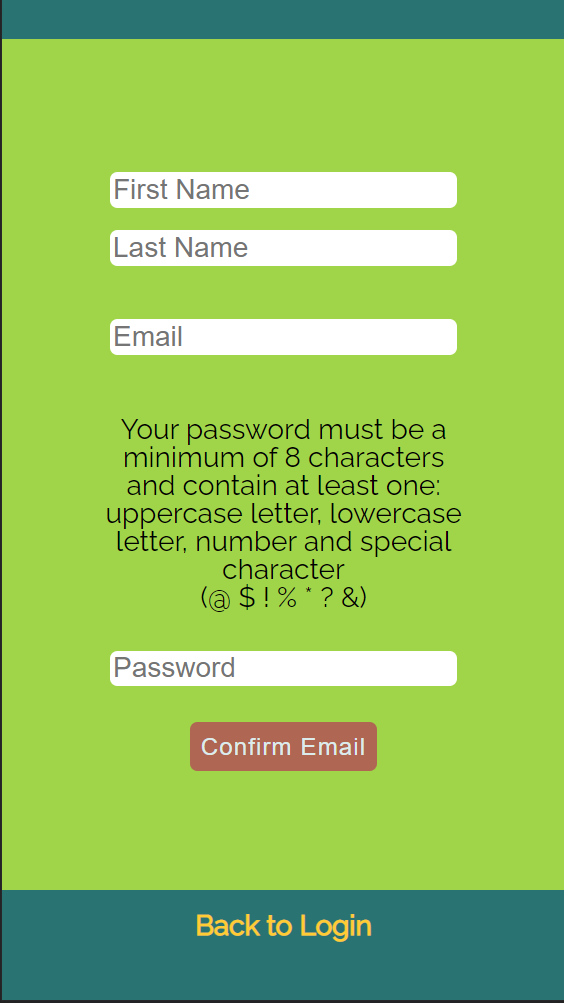 First Name
Last Name
Email
Your password must be a
minimum of 8 characters
and contain at least one:
uppercase letter, lowercase
letter, number and special
character
(@ $ ! % * ? &)
Password
Confirm Email
Back to Login